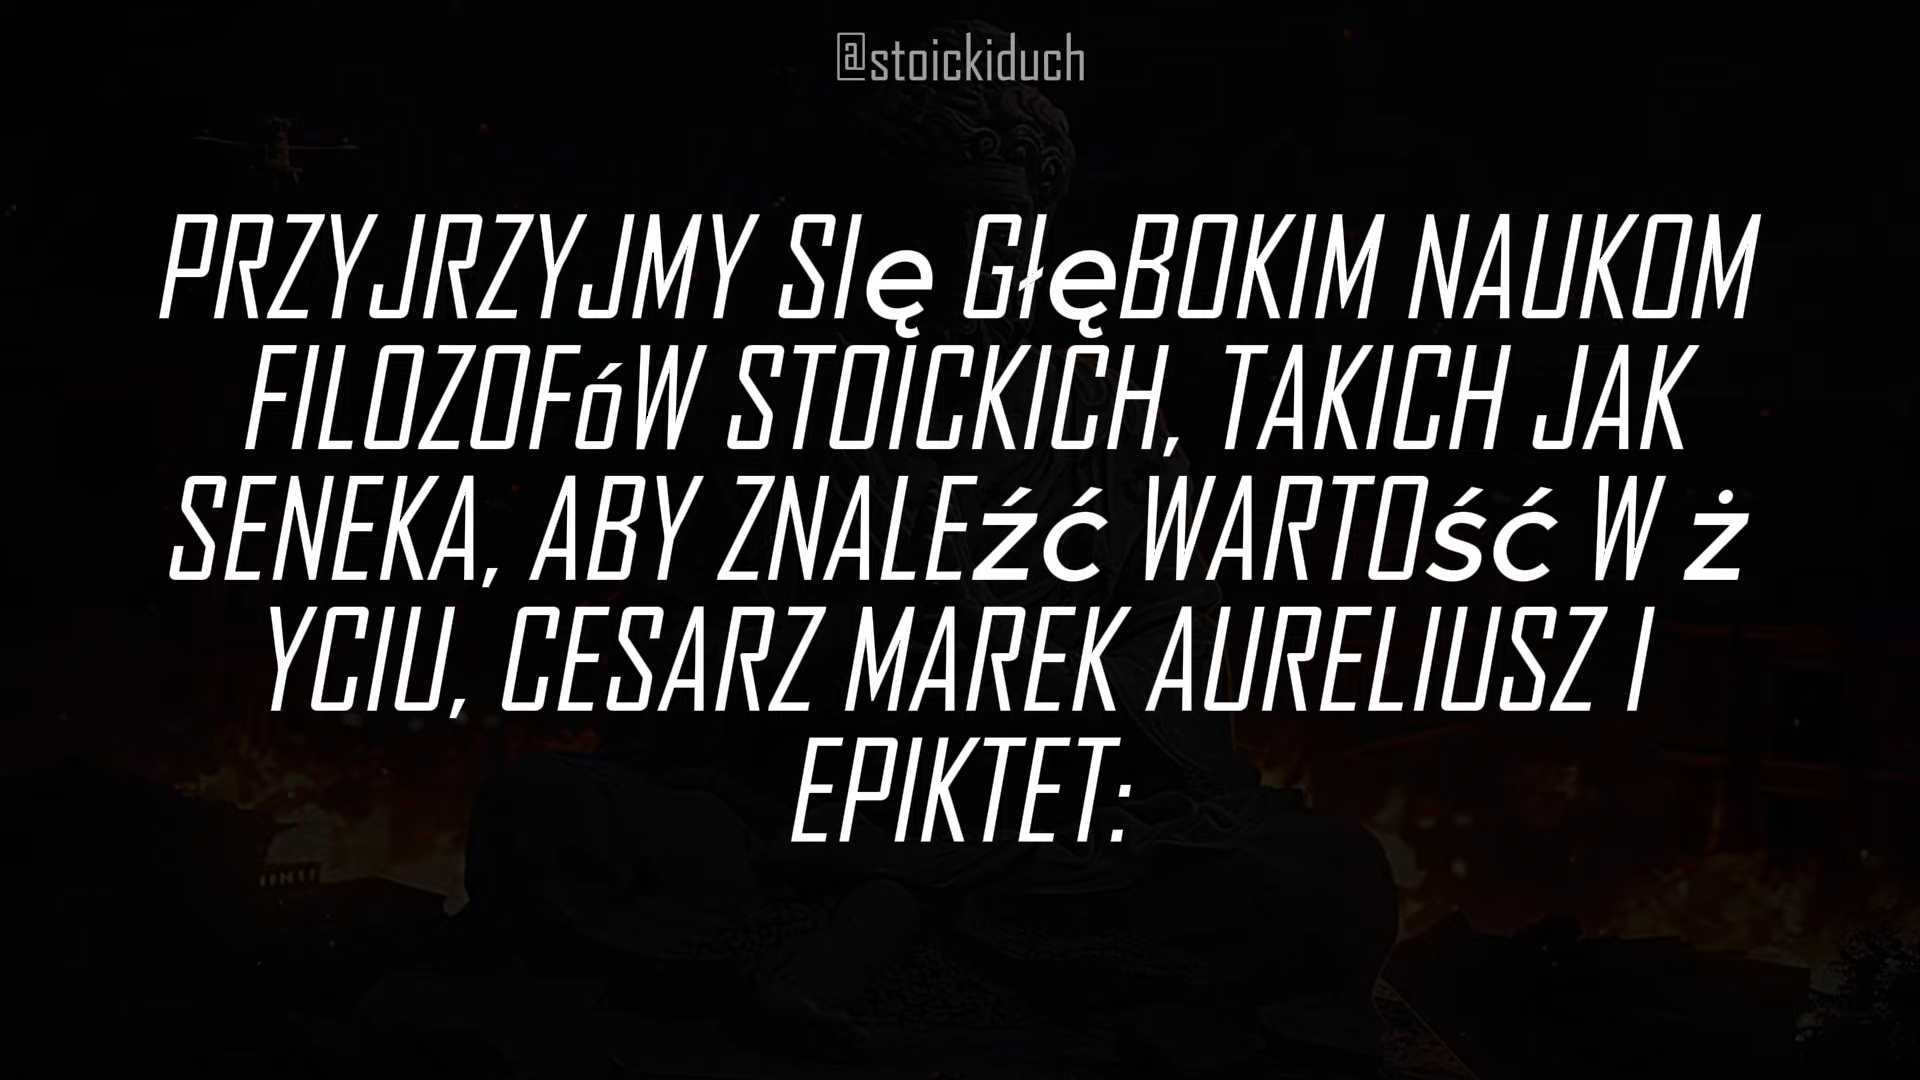 @stoickiduch
PRZYJRZYJMY SIę GłęBOKIM NAUKOM
FILOZOFóW STOICKICH, TAKICH JAK
SENEKA, ABY ZNALEźć WARTOść W ż
YCIU, CESARZ MAREK AURELIUSZ I
EPIKTET: